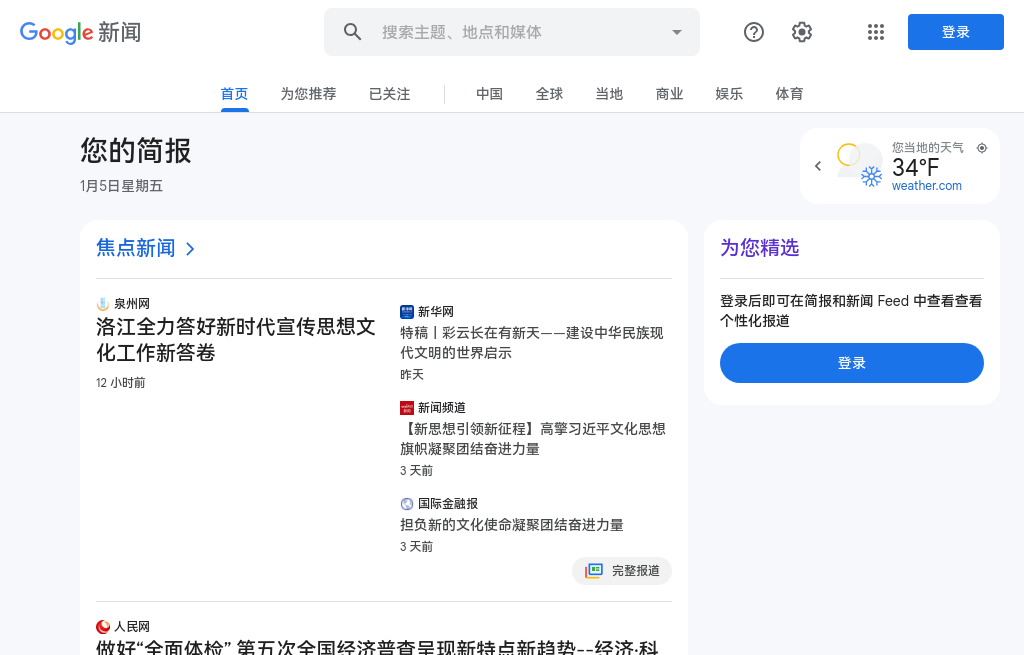 Google 新闻
搜索主题、地点和媒体
登录
首页 为您推荐 已关注 中国 全球 当地 商业 娱乐 体育
您的简报
1月5日星期五
您当地的天气
34°F
weather.com
焦点新闻
泉州网
洛江全力答好新时代宣传思想文
化工作新答卷
12 小时前
新华网
特稿丨彩云长在有新天——建设中华民族现
代文明的世界启示
昨天
新闻频道
【新思想引领新征程】高擎习近平文化思想
旗帜凝聚团结奋进力量
3 天前
国际金融报
担负新的文化使命凝聚团结奋进力量
3 天前
完整报道
人民网
做好“全面体检” 第五次全国经济普查呈现新特点新趋势--经济·科
为您精选
登录后即可在简报和新闻 Feed 中查看查看
个性化报道
登录